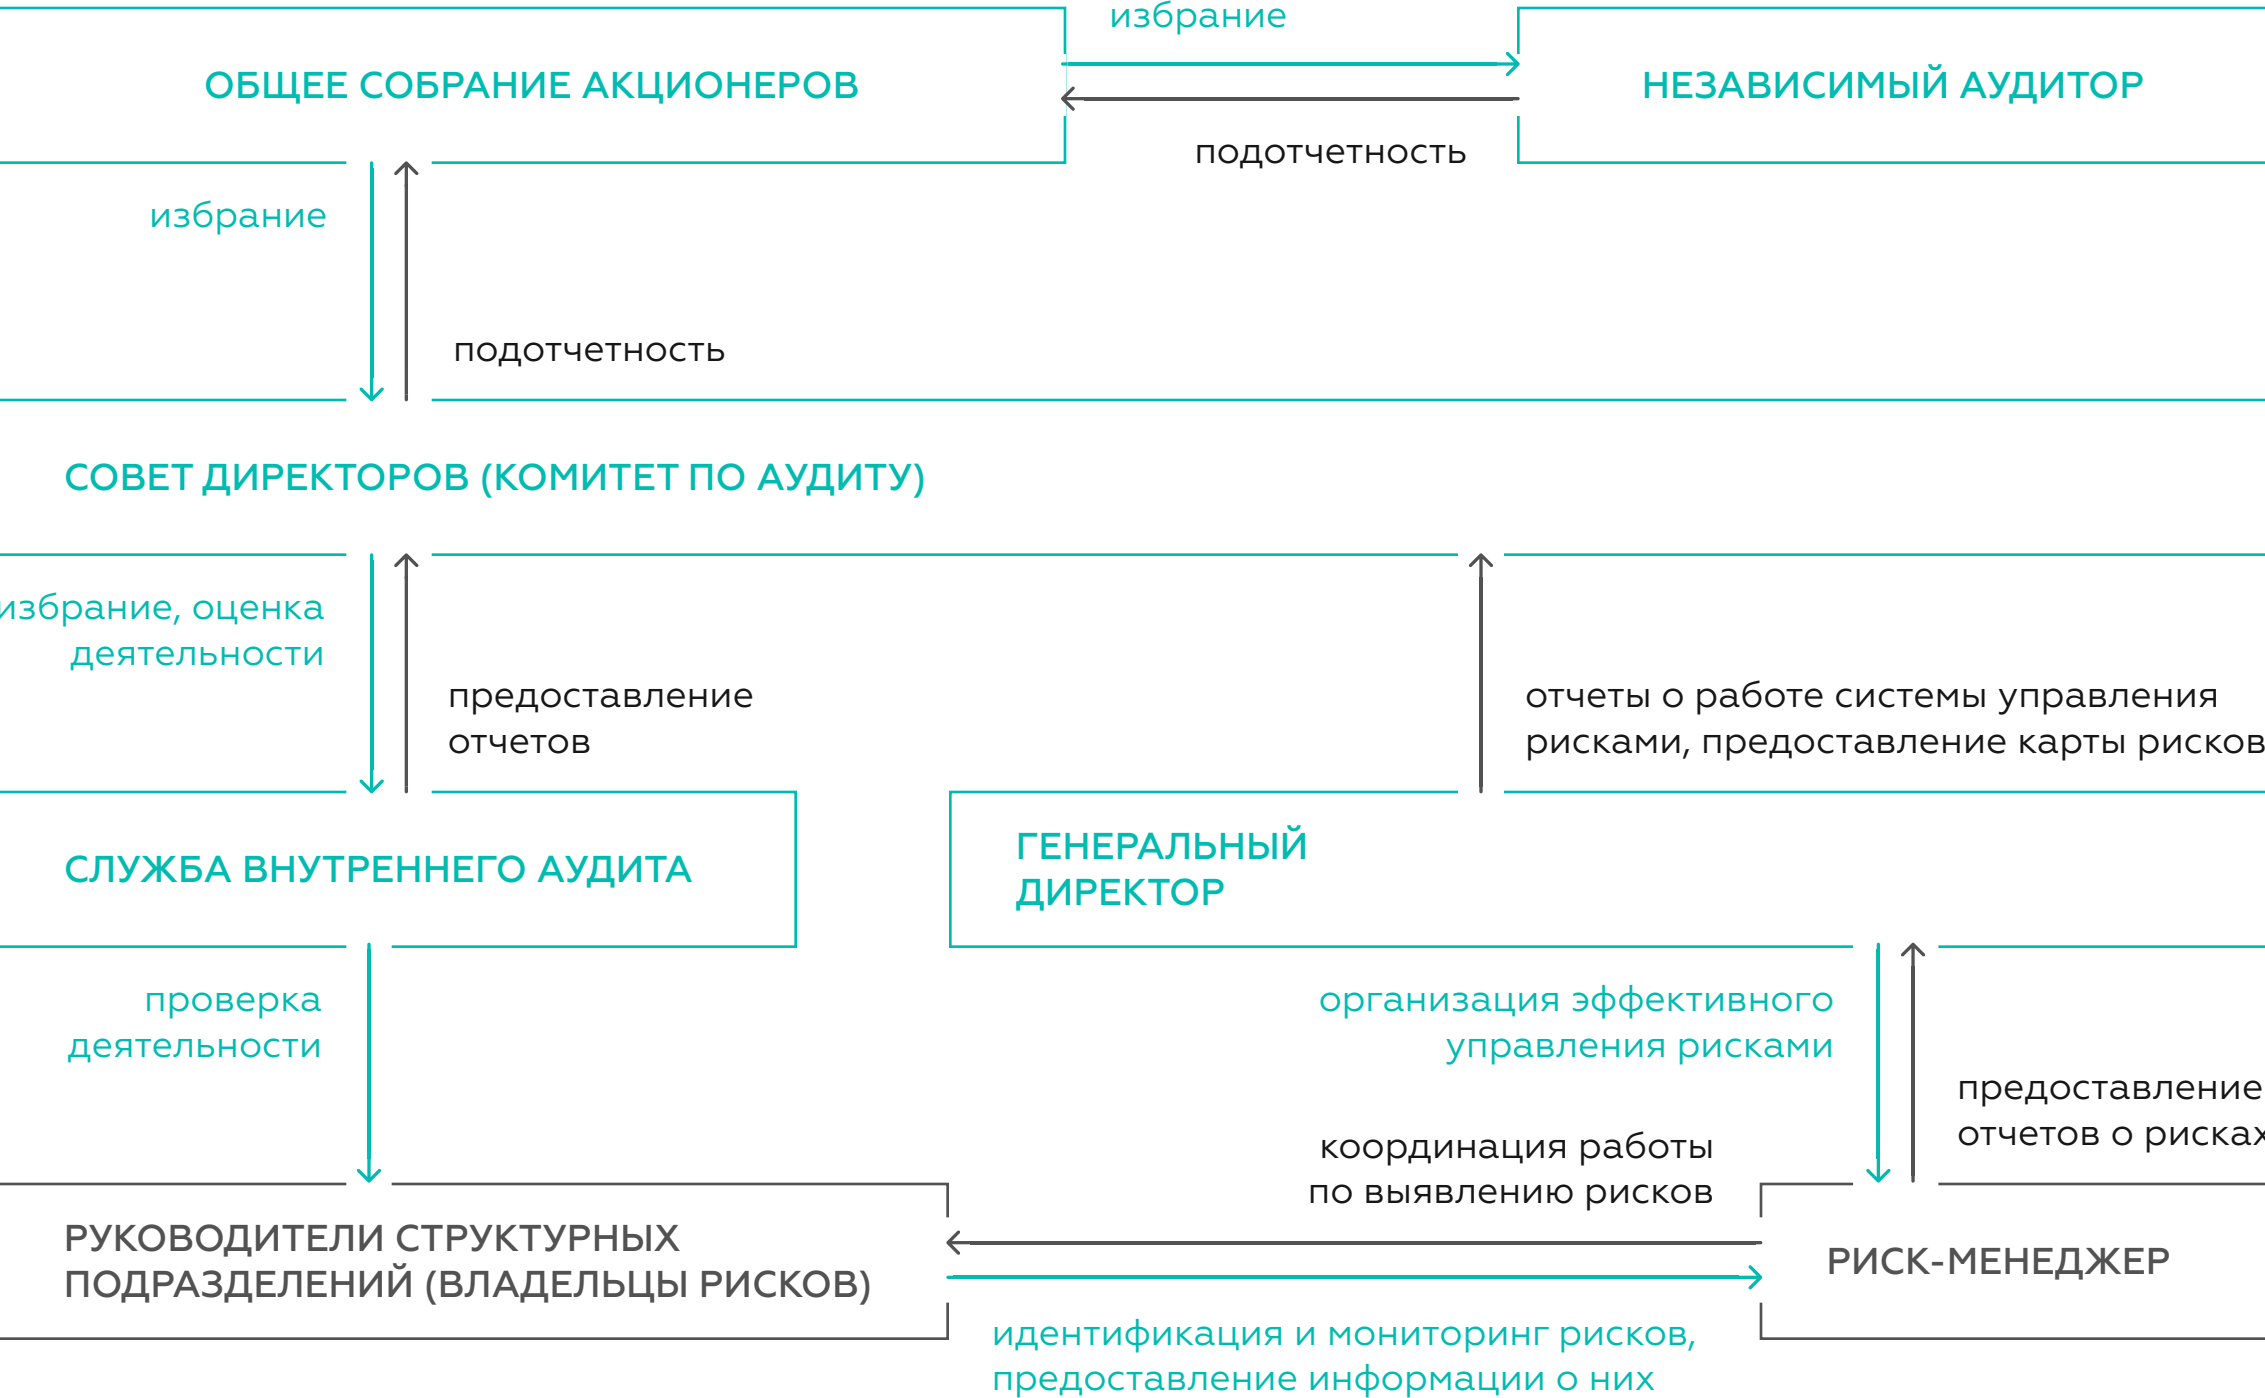 избрание
ОБЩЕЕ СОБРАНИЕ АКЦИОНЕРОВ
НЕЗАВИСИМЫЙ АУДИТОР
подотчетность
избрание
подотчетность
СОВЕТ ДИРЕКТОРОВ (КОМИТЕТ ПО АУДИТУ)
избрание, оценка
деятельности
предоставление
отчетов
отчеты о работе системы управления
рисками, предоставление карты рисков
СЛУЖБА ВНУТРЕННЕГО АУДИТА
ГЕНЕРАЛЬНЫЙ
ДИРЕКТОР
проверка
деятельности
организация эффективного
управления рисками
предоставление
отчетов о рисках
координация работы
по выявлению рисков
РУКОВОДИТЕЛИ СТРУКТУРНЫХ
ПОДРАЗДЕЛЕНИЙ (ВЛАДЕЛЬЦЫ РИСКОВ)
РИСК-МЕНЕДЖЕР
идентификация и мониторинг рисков,
предоставление информации о них